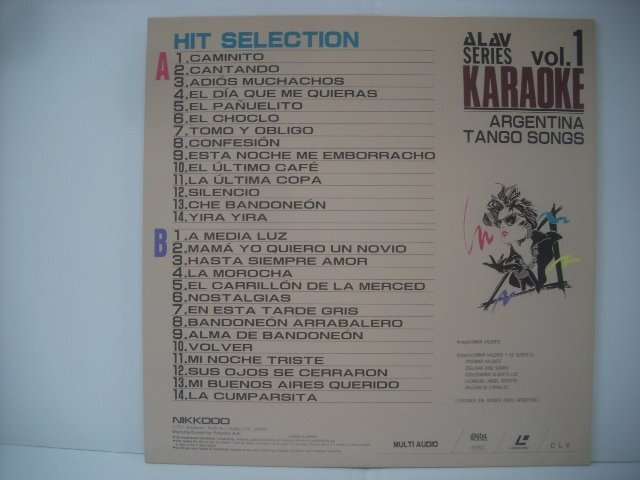 HIT SELECTION
A
1. CAMINITO
2. CANTANDO
3. ADIÓS MUCHACHOS
4. EL DÍA QUE ME QUIERAS
5. EL PAÑUELITO
6. EL CHOCLO
7. TOMO Y OBLIGO
8. CONFESIÓN
9. ESTA NOCHE ME EMBORRACHO
10. EL ÚLTIMO CAFÉ
11. LA ÚLTIMA COPA
12. SILENCIO
13. CHE BANDONEÓN
14. YIRA YIRA
B
1. A MEDIA LUZ
2. MAMÁ YO QUIERO UN NOVIO
3. HASTA SIEMPRE AMOR
4. LA MOROCHA
5. EL CARRILLÓN DE LA MERCED
6. NOSTALGIAS
7. EN ESTA TARDE GRIS
8. BANDONEÓN ARRABALERO
9. ALMA DE BANDONEÓN
10. VOLVER
11. MI NOCHE TRISTE
12. SUS OJOS SE CERRARON
13. MI BUENOS AIRES QUERIDO
14. LA CUMPARSITA
ALAV
SERIES vol.1
KARAOKE
ARGENTINA
TANGO SONGS
OMAR VALENTE
NIKKODO
MULTI AUDIO
NTSC
CLV